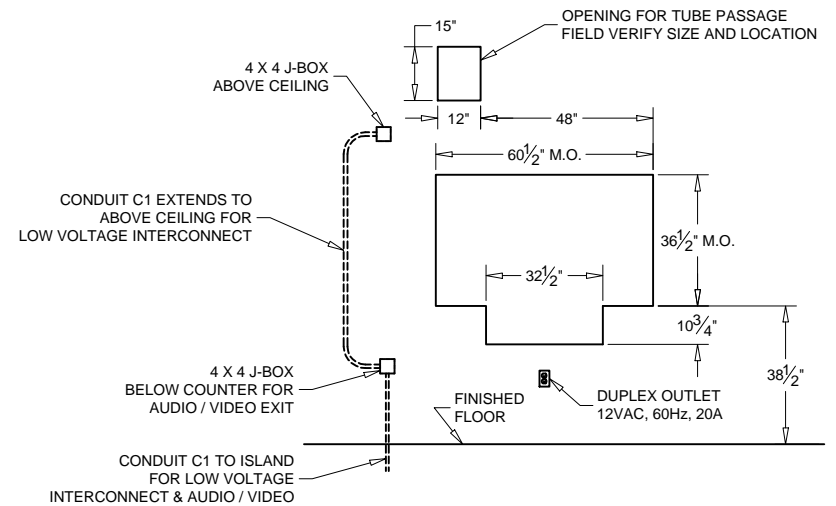 OPENING FOR TUBE PASSAGE
FIELD VERIFY SIZE AND LOCATION
15"
4 X 4 J-BOX
ABOVE CEILING
12"
48"
60½" M.O.
CONDUIT C1 EXTENDS TO
ABOVE CEILING FOR
LOW VOLTAGE INTERCONNECT
36½" M.O.
32½"
10¾"
38½"
4 X 4 J-BOX
BELOW COUNTER FOR
AUDIO / VIDEO EXIT
FINISHED
FLOOR
DUPLEX OUTLET
12VAC, 60Hz, 20A
CONDUIT C1 TO ISLAND
FOR LOW VOLTAGE
INTERCONNECT & AUDIO / VIDEO